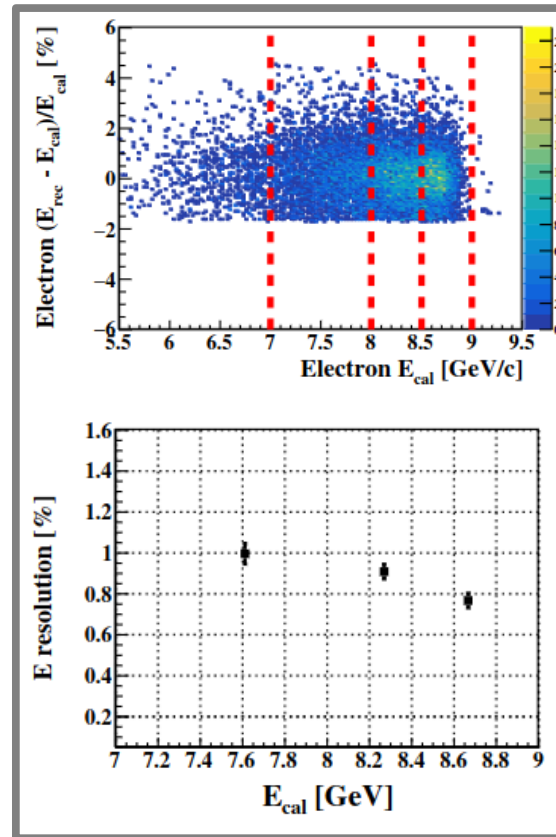 Electron (E_rec - E_cal)/E_cal [%]
6
4
2
0
−2
−4
−6
5.5 6 6.5 7 7.5 8 8.5 9 9.5
Electron E_cal [GeV/c]
E resolution [%]
1.6
1.4
1.2
1
0.8
0.6
0.4
0.2
7 7.2 7.4 7.6 7.8 8 8.2 8.4 8.6 8.8 9
E_cal [GeV]